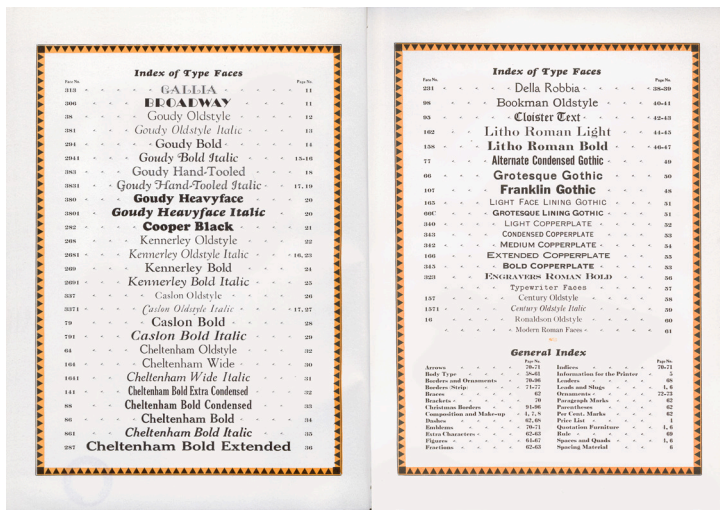 Index of Type Faces
Face No. Page No.
313 GALLIA 11
306 BROADWAY 11
38 Goudy Oldstyle 12
381 Goudy Oldstyle Italic 13
294 Goudy Bold 14
2941 Goudy Bold Italic 15-16
383 Goudy Hand-Tooled 18
3831 Goudy Hand-Tooled Italic 17, 19
380 Goudy Heavyface 20
3801 Goudy Heavyface Italic 20
282 Cooper Black 21
268 Kennerley Oldstyle 22
2681 Kennerley Oldstyle Italic 16, 23
269 Kennerley Bold 24
2691 Kennerley Bold Italic 25
337 Caslon Oldstyle 26
3371 Caslon Oldstyle Italic 17, 27
79 Caslon Bold 28
791 Caslon Bold Italic 29
64 Cheltenham Oldstyle 32
164 Cheltenham Wide 30
1641 Cheltenham Wide Italic 31
141 Cheltenham Bold Extra Condensed 32
88 Cheltenham Bold Condensed 33
86 Cheltenham Bold 34
861 Cheltenham Bold Italic 35
287 Cheltenham Bold Extended 36
Index of Type Faces
Face No. Page No.
231 Della Robbia 38-39
98 Bookman Oldstyle 40-41
95 Cloister Text 42-43
162 Litho Roman Light 44-45
158 Litho Roman Bold 46-47
77 Alternate Condensed Gothic 49
66 Grotesque Gothic 50
107 Franklin Gothic 48
165 LIGHT FACE LINING GOTHIC 51
66C GROTESQUE LINING GOTHIC 51
340 LIGHT COPPERPLATE 52
343 CONDENSED COPPERPLATE 53
342 MEDIUM COPPERPLATE 54
166 EXTENDED COPPERPLATE 55
345 BOLD COPPERPLATE 53
323 ENGRAVERS ROMAN BOLD 56
Typewriter Faces 57
157 Century Oldstyle 58
1571 Century Oldstyle Italic 59
16 Ronaldson Oldstyle 60
Modern Roman Faces 61
General Index
Page No. Page No.
Arrows 70-71 Indices 70-71
Body Type 58-61 Information for the Printer 5
Borders and Ornaments 70-96 Leaders 68
Borders (Strip) 71-77 Leads and Slugs 1, 6
Braces 62 Ornaments 72-73
Brackets 70 Paragraph Marks 62
Christmas Borders 91-96 Parentheses 62
Composition and Make-up 1, 7, 8 Per Cent. Marks 62
Dashes 62, 68 Price List 1
Emblems 70-71 Quotation Furniture 1, 6
Extra Characters 62-63 Rule 69
Figures 64-67 Spaces and Quads 1, 6
Fractions 62-63 Spacing Material 6